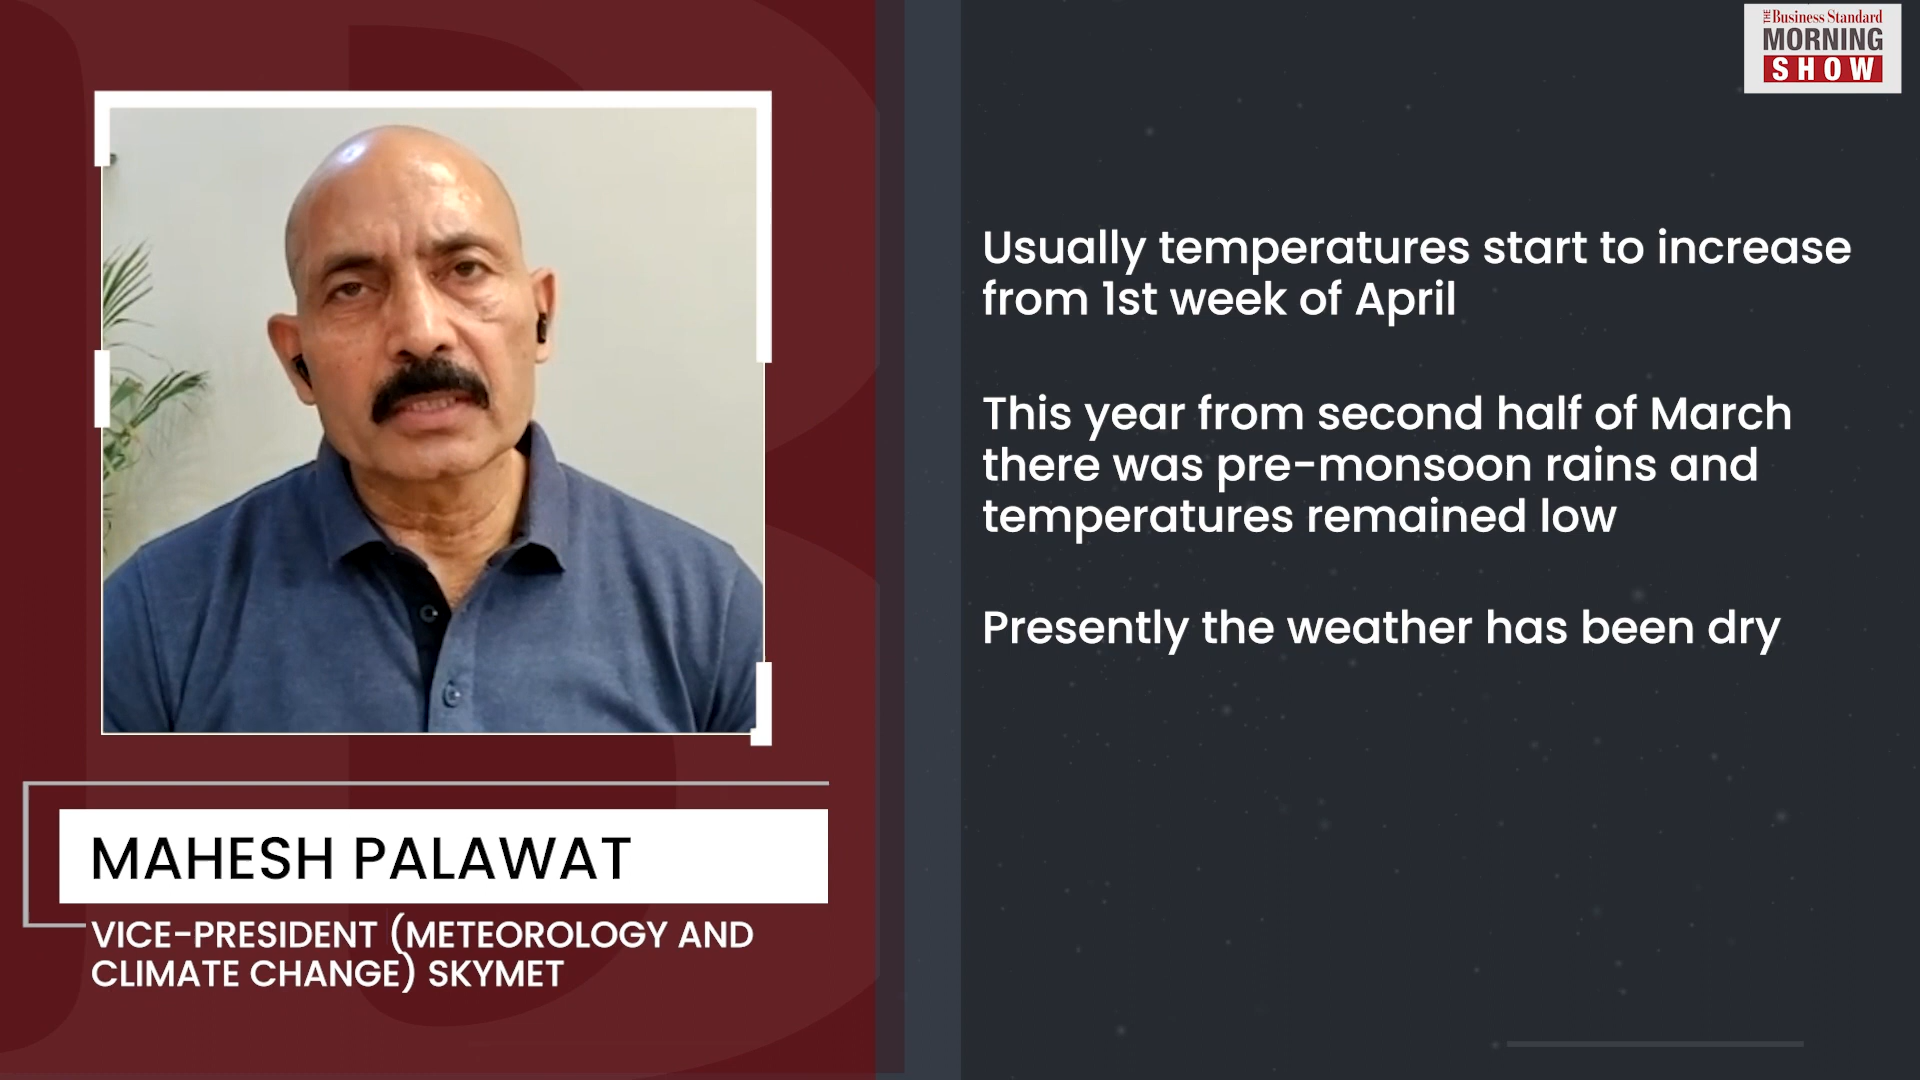 THE Business Standard
MORNING
SHOW
Usually temperatures start to increase
from 1st week of April
This year from second half of March
there was pre-monsoon rains and
temperatures remained low
Presently the weather has been dry
MAHESH PALAWAT
VICE-PRESIDENT (METEOROLOGY AND
CLIMATE CHANGE) SKYMET